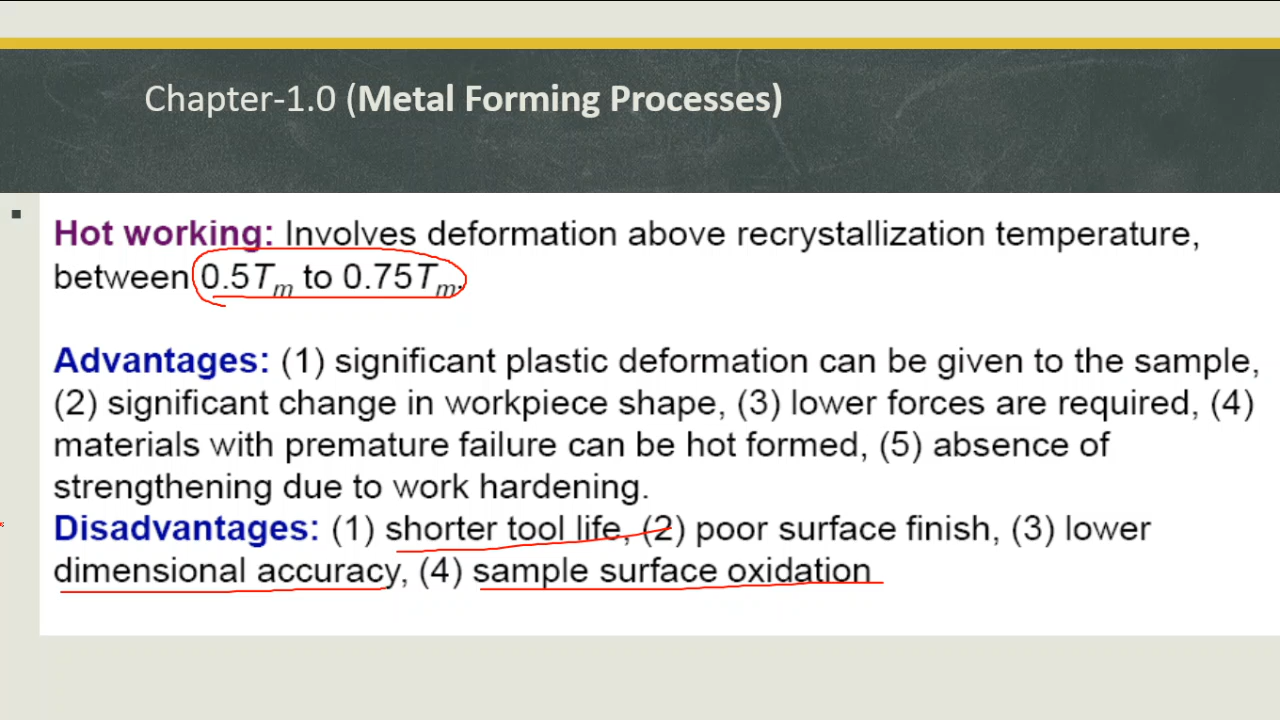 Chapter-1.0 (Metal Forming Processes)
Hot working: Involves deformation above recrystallization temperature,
between 0.5Tm to 0.75Tm.
Advantages: (1) significant plastic deformation can be given to the sample,
(2) significant change in workpiece shape, (3) lower forces are required, (4)
materials with premature failure can be hot formed, (5) absence of
strengthening due to work hardening.
Disadvantages: (1) shorter tool life, (2) poor surface finish, (3) lower
dimensional accuracy, (4) sample surface oxidation